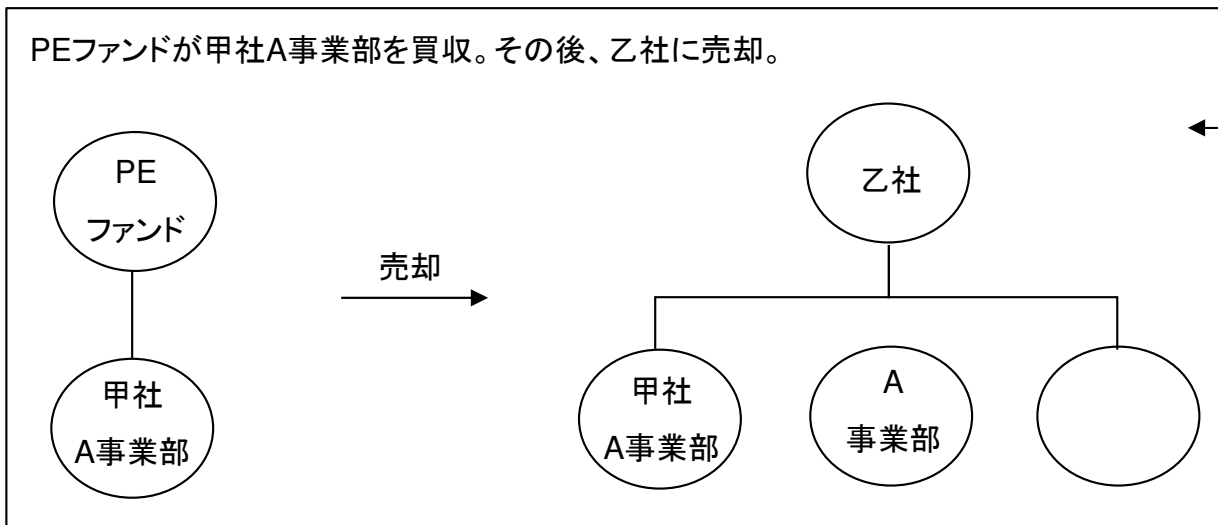 PEファンドが甲社A事業部を買収。その後、乙社に売却。
PE
ファンド
甲社
A事業部
売却
乙社
甲社
A事業部
A
事業部